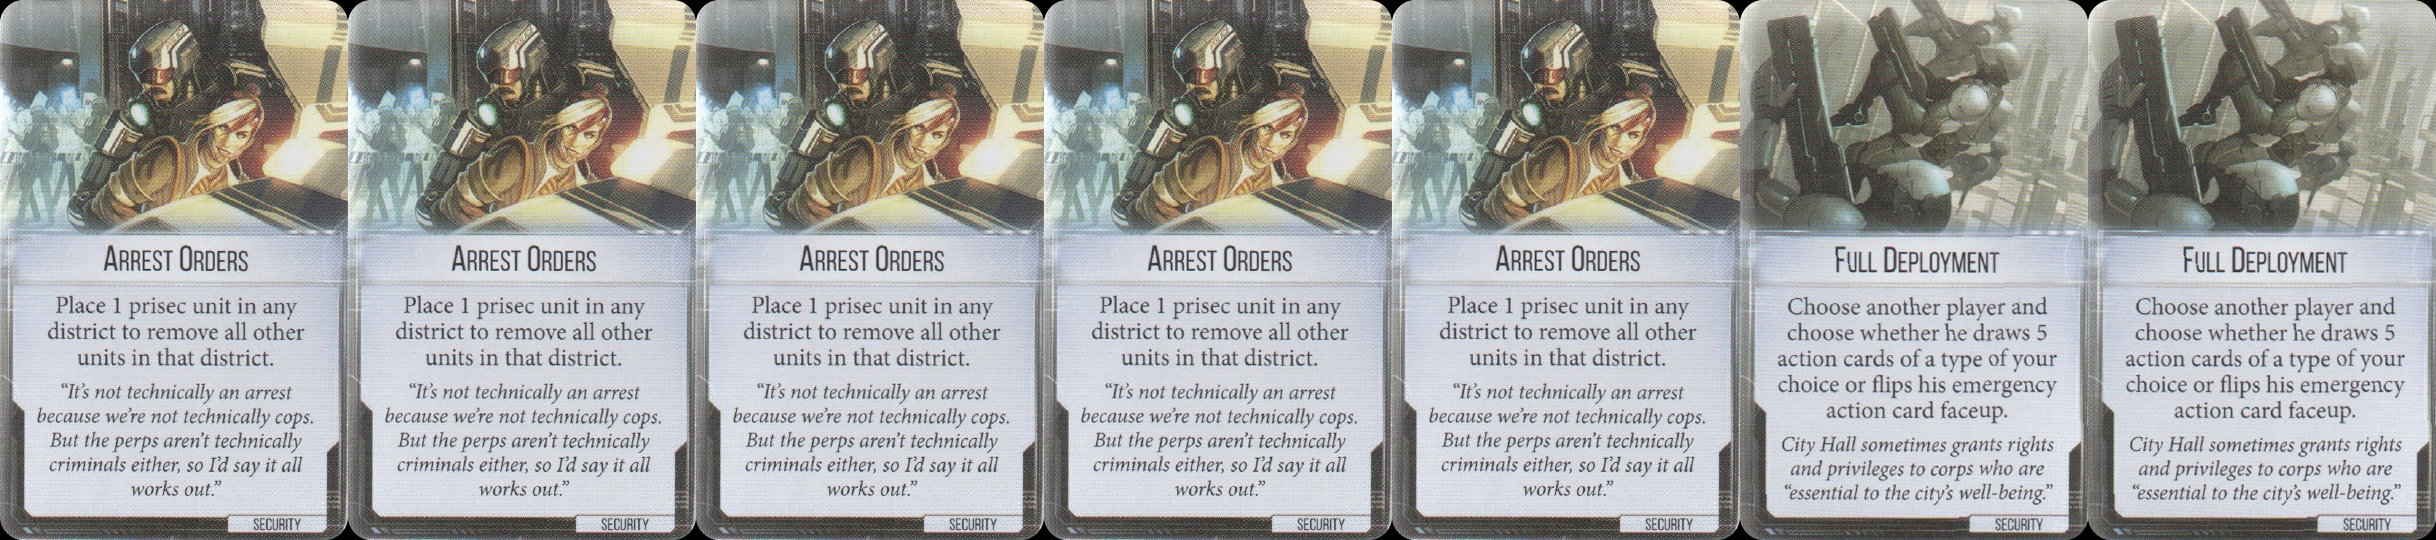 Arrest Orders
Place 1 prisec unit in any
district to remove all other
units in that district.
“It’s not technically an arrest
because we’re not technically cops.
But the perps aren’t technically
criminals either, so I’d say it all
works out.”
SECURITY
Arrest Orders
Place 1 prisec unit in any
district to remove all other
units in that district.
“It’s not technically an arrest
because we’re not technically cops.
But the perps aren’t technically
criminals either, so I’d say it all
works out.”
SECURITY
Arrest Orders
Place 1 prisec unit in any
district to remove all other
units in that district.
“It’s not technically an arrest
because we’re not technically cops.
But the perps aren’t technically
criminals either, so I’d say it all
works out.”
SECURITY
Arrest Orders
Place 1 prisec unit in any
district to remove all other
units in that district.
“It’s not technically an arrest
because we’re not technically cops.
But the perps aren’t technically
criminals either, so I’d say it all
works out.”
SECURITY
Arrest Orders
Place 1 prisec unit in any
district to remove all other
units in that district.
“It’s not technically an arrest
because we’re not technically cops.
But the perps aren’t technically
criminals either, so I’d say it all
works out.”
SECURITY
Full Deployment
Choose another player and
choose whether he draws 5
action cards of a type of your
choice or flips his emergency
action card faceup.
City Hall sometimes grants rights
and privileges to corps who are
“essential to the city’s well-being.”
SECURITY
Full Deployment
Choose another player and
choose whether he draws 5
action cards of a type of your
choice or flips his emergency
action card faceup.
City Hall sometimes grants rights
and privileges to corps who are
“essential to the city’s well-being.”
SECURITY